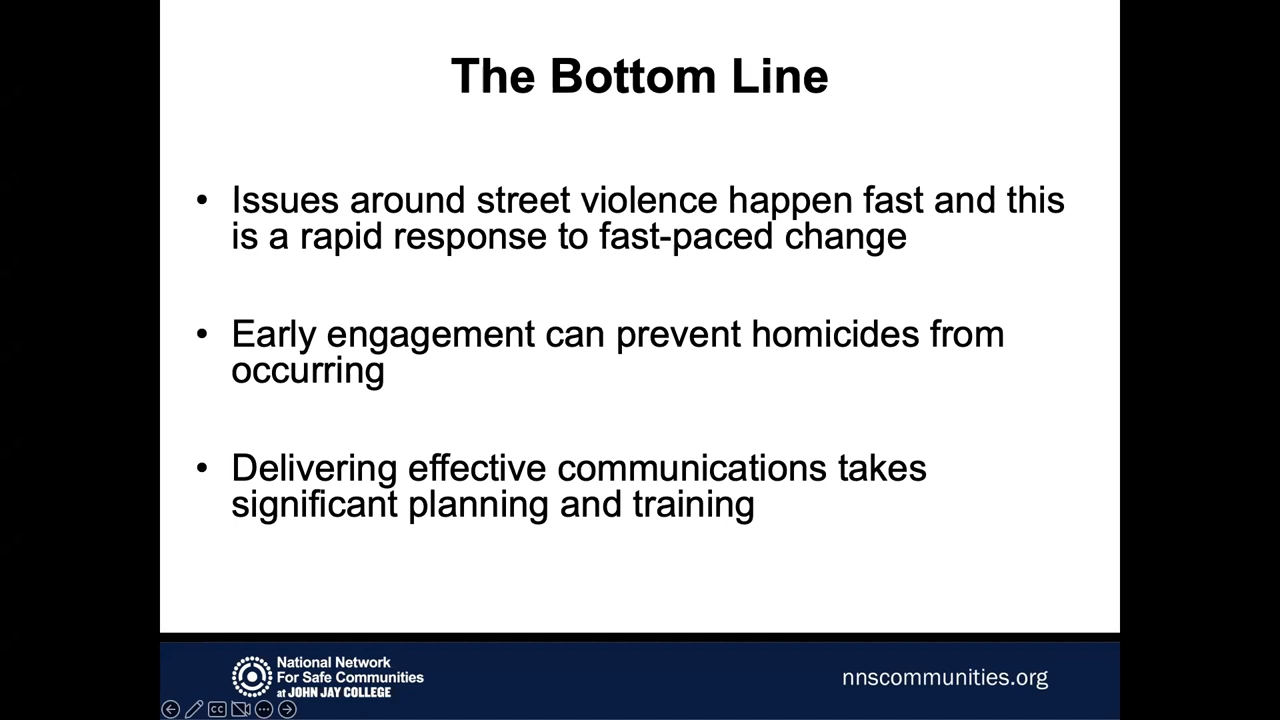 The Bottom Line
• Issues around street violence happen fast and this
is a rapid response to fast-paced change
• Early engagement can prevent homicides from
occurring
• Delivering effective communications takes
significant planning and training
National Network
For Safe Communities
at JOHN JAY COLLEGE
nnscommunities.org
CC